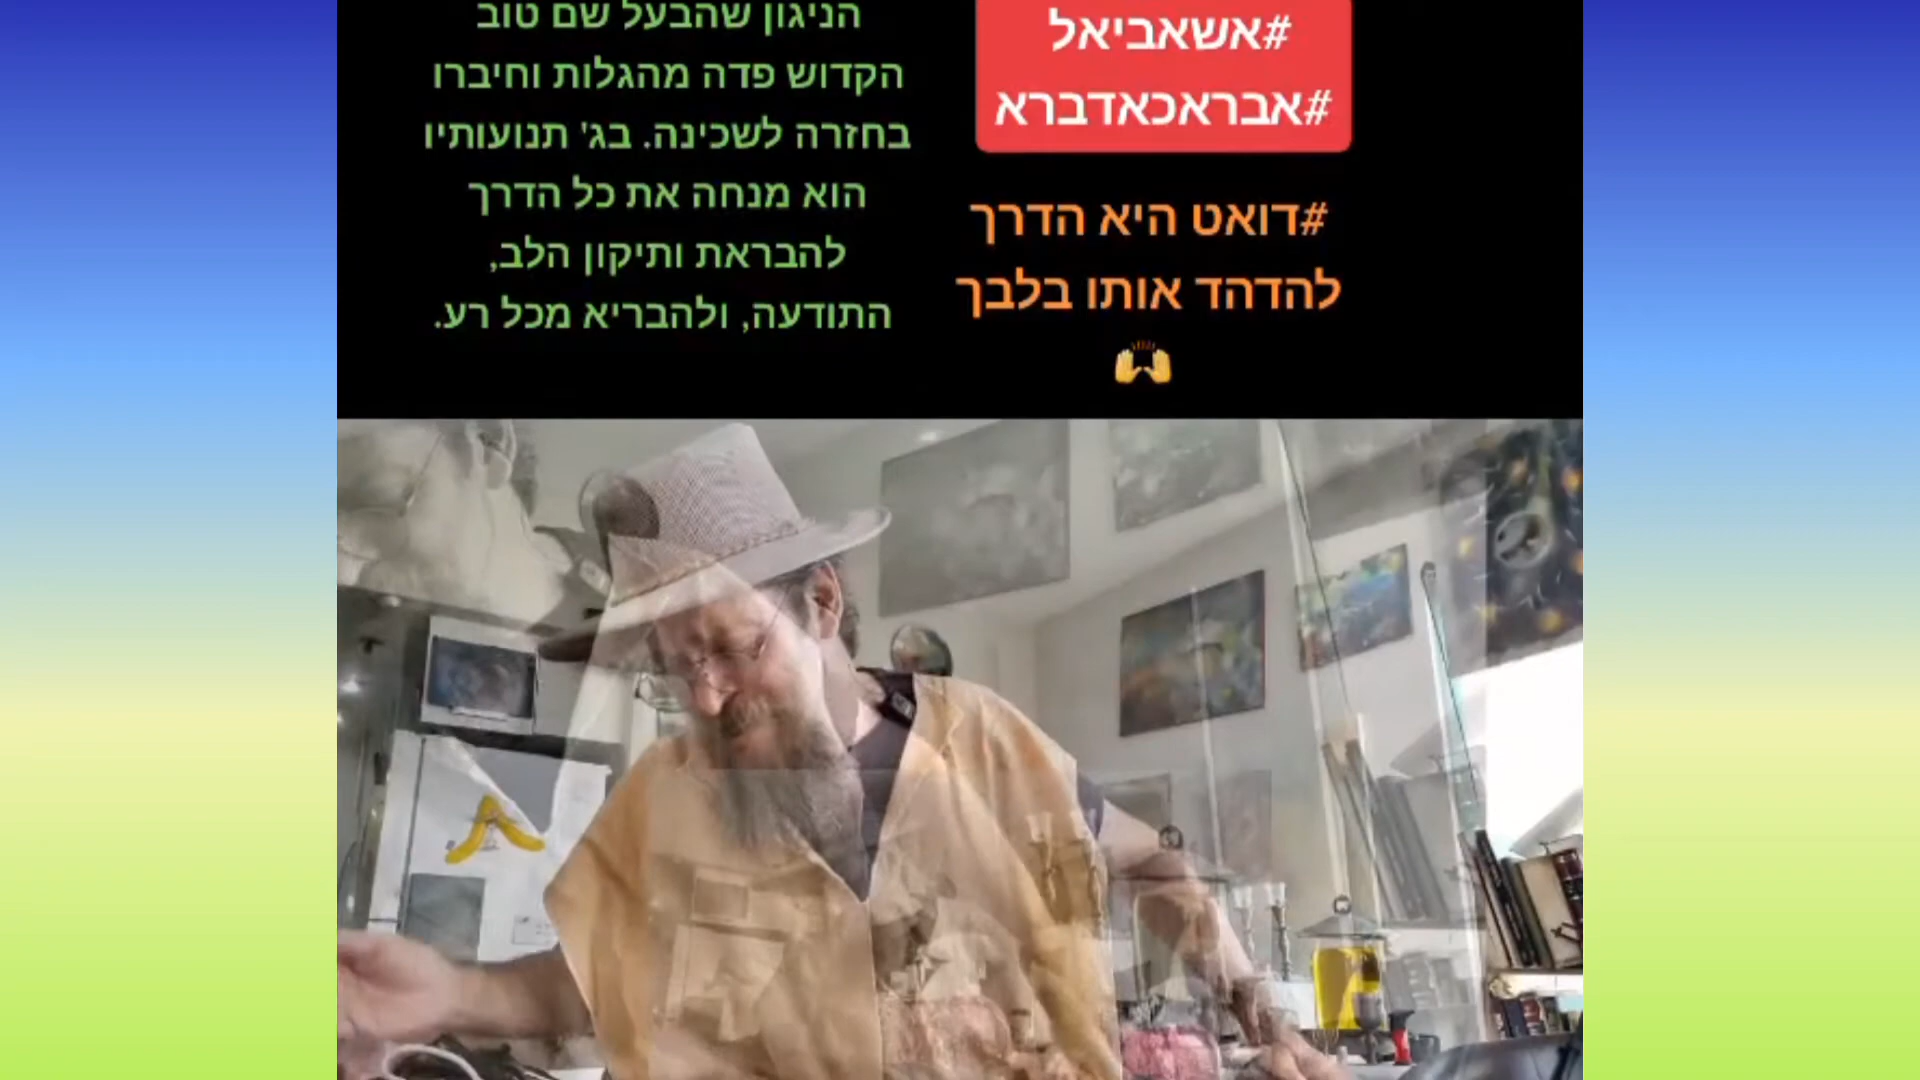 #אשאביאל
#אבראכאדברא
#דואט היא הדרך
להדהד אותו בלבך
הניגון שהבעל שם טוב
הקדוש פדה מהגלות וחיברו
בחזרה לשכינה. בג' תנועותיו
הוא מנחה את כל הדרך
להבראת ותיקון הלב,
התודעה, ולהבריא מכל רע.